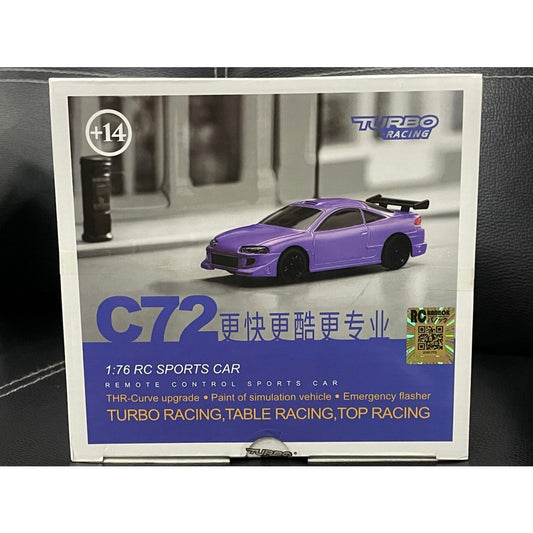 +14
TURBO
RACING
C72更快更酷更专业
RC
1:76 RC SPORTS CAR
REMOTE CONTROL SPORTS CAR
THR-Curve upgrade • Paint of simulation vehicle • Emergency flasher
TURBO RACING,TABLE RACING,TOP RACING
TURBO